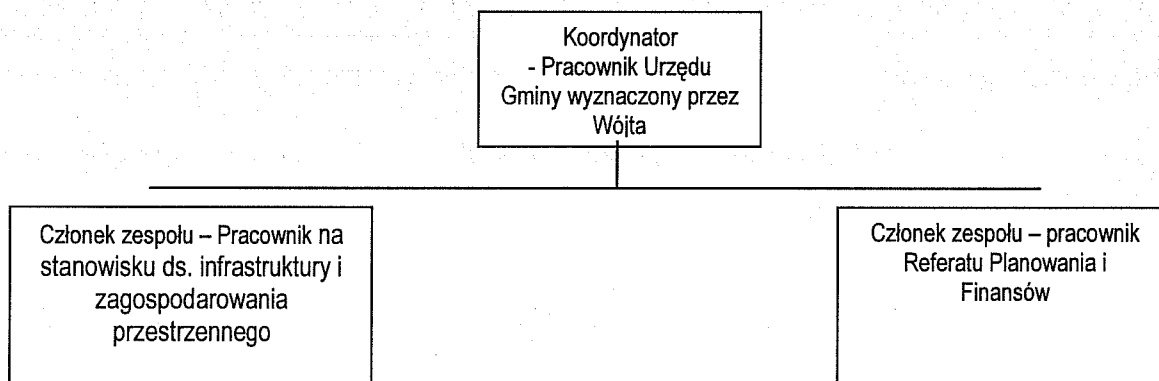 Koordynator
- Pracownik Urzędu
Gminy wyznaczony przez
Wójta
Członek zespołu – Pracownik na
stanowisku ds. infrastruktury i
zagospodarowania
przestrzennego
Członek zespołu – pracownik
Referatu Planowania i
Finansów